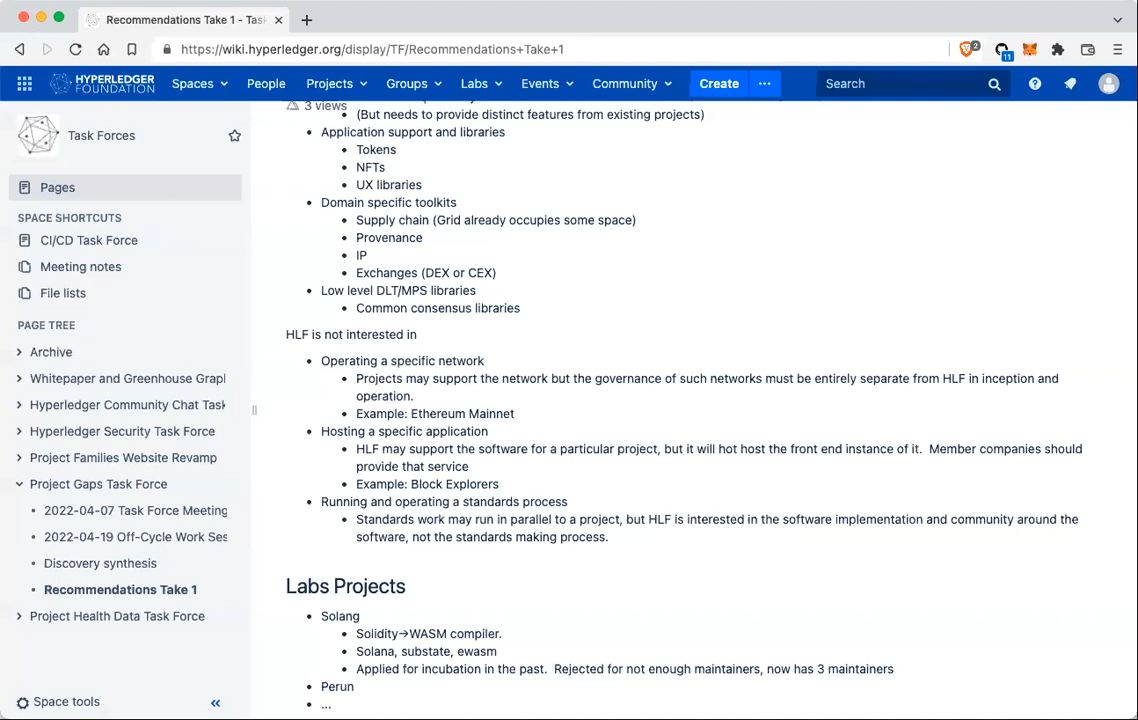 Recommendations Take 1 - Tas
https://wiki.hyperledger.org/display/TF/Recommendations+Take+1
2
11
HYPERLEDGER
FOUNDATION
Spaces
People
Projects
Groups
Labs
Events
Community
Create
Search
Task Forces
Pages
SPACE SHORTCUTS
CI/CD Task Force
Meeting notes
File lists
PAGE TREE
Archive
Whitepaper and Greenhouse Grap
Hyperledger Community Chat Task
Hyperledger Security Task Force
Project Families Website Revamp
Project Gaps Task Force
2022-04-07 Task Force Meeting
2022-04-19 Off-Cycle Work Ses
Discovery synthesis
Recommendations Take 1
Project Health Data Task Force
Space tools
3 views
(But needs to provide distinct features from existing projects)
Application support and libraries
Tokens
NFTs
UX libraries
Domain specific toolkits
Supply chain (Grid already occupies some space)
Provenance
IP
Exchanges (DEX or CEX)
Low level DLT/MPS libraries
Common consensus libraries
HLF is not interested in
Operating a specific network
Projects may support the network but the governance of such networks must be entirely separate from HLF in inception and
operation.
Example: Ethereum Mainnet
Hosting a specific application
HLF may support the software for a particular project, but it will hot host the front end instance of it.  Member companies should
provide that service
Example: Block Explorers
Running and operating a standards process
Standards work may run in parallel to a project, but HLF is interested in the software implementation and community around the
software, not the standards making process.
Labs Projects
Solang
Solidity→WASM compiler.
Solana, substate, ewasm
Applied for incubation in the past.  Rejected for not enough maintainers, now has 3 maintainers
Perun
...